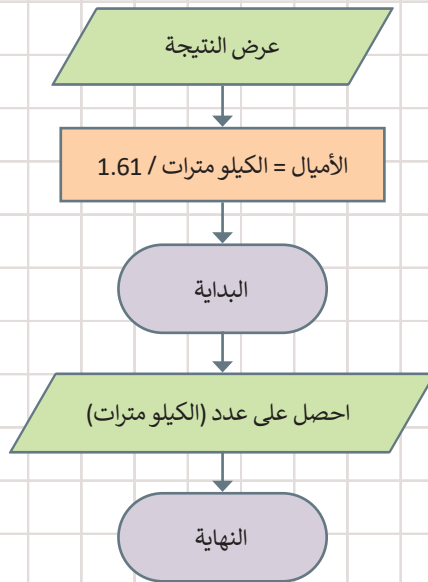 عرض النتيجة
الأميال = الكيلو مترات / 1.61
البداية
احصل على عدد (الكيلو مترات)
النهاية